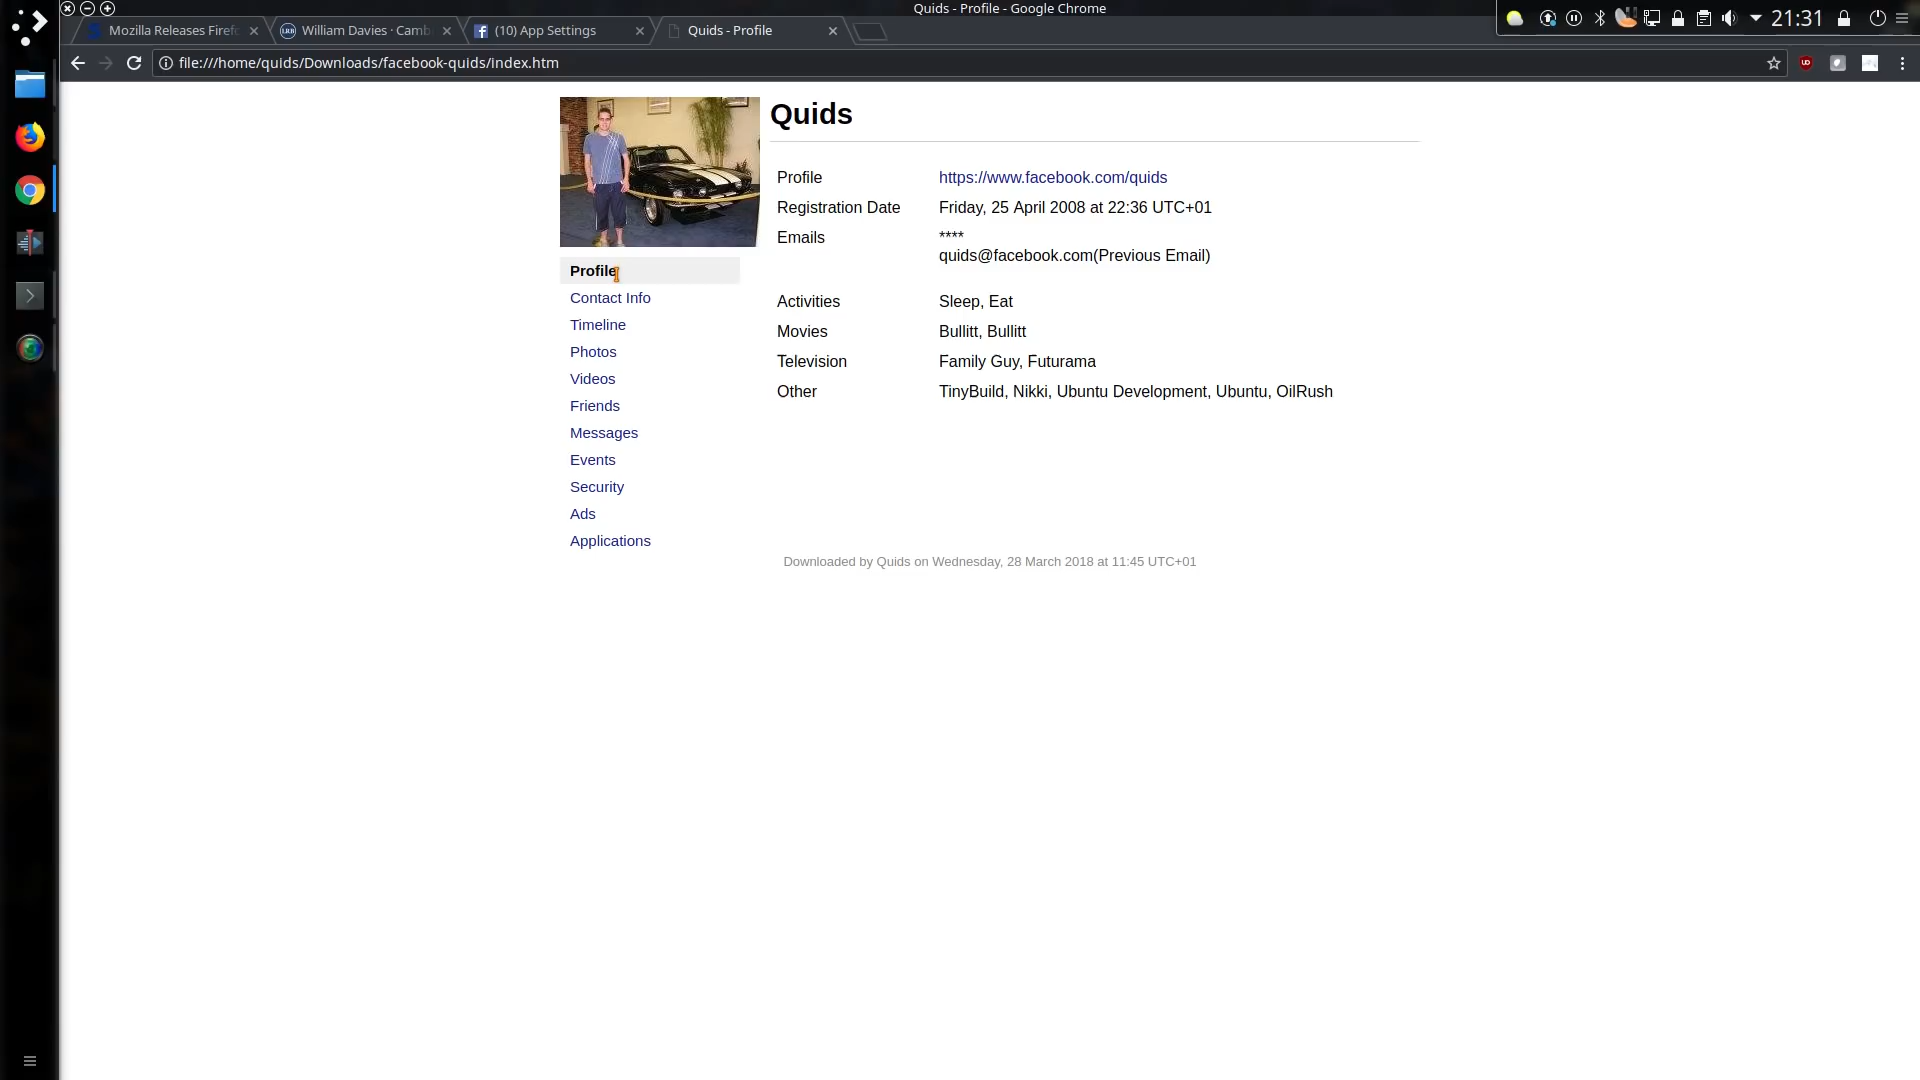 Quids - Profile - Google Chrome
21:31
Mozilla Releases Firef
William Davies · Camb
(10) App Settings
Quids - Profile
file:///home/quids/Downloads/facebook-quids/index.htm
Quids
Profile https://www.facebook.com/quids
Registration Date Friday, 25 April 2008 at 22:36 UTC+01
Emails ****
quids@facebook.com(Previous Email)
Activities Sleep, Eat
Movies Bullitt, Bullitt
Television Family Guy, Futurama
Other TinyBuild, Nikki, Ubuntu Development, Ubuntu, OilRush
Profile
Contact Info
Timeline
Photos
Videos
Friends
Messages
Events
Security
Ads
Applications
Downloaded by Quids on Wednesday, 28 March 2018 at 11:45 UTC+01